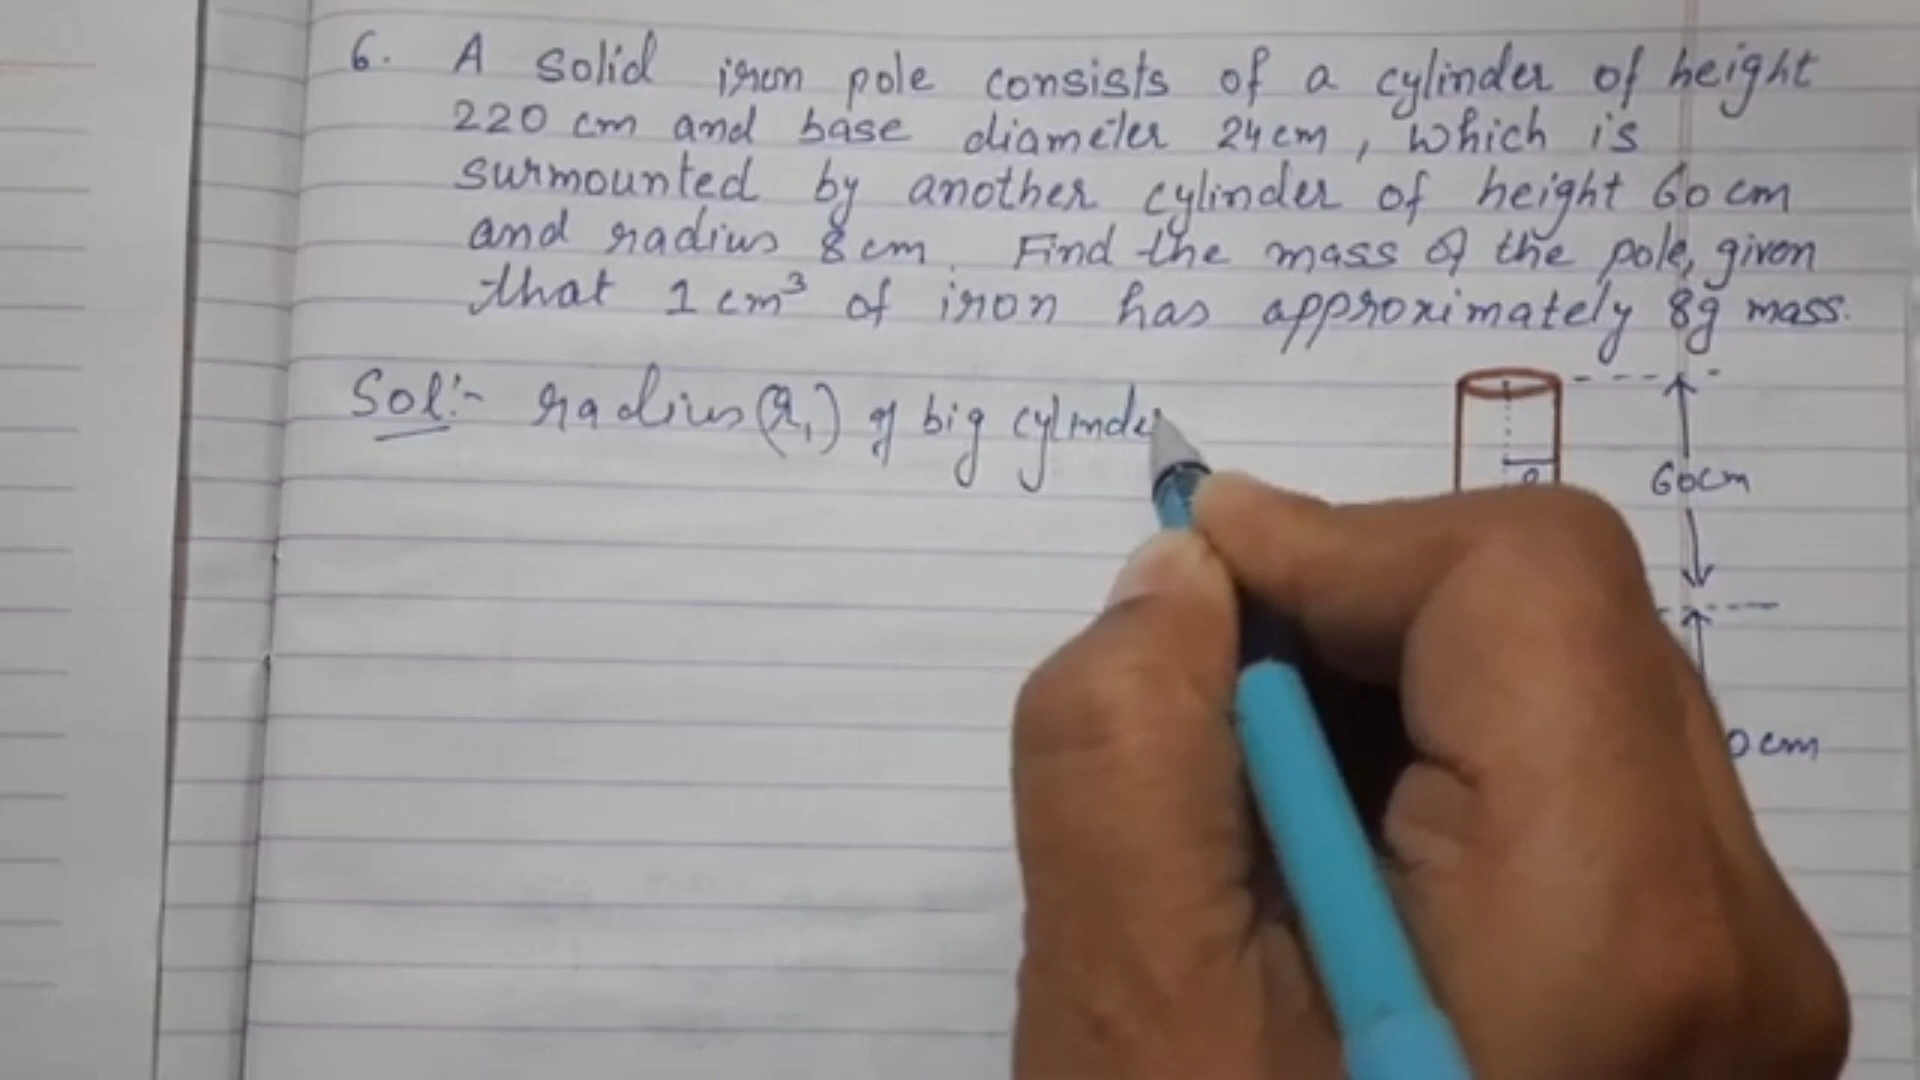 6. A solid iron pole consists of a cylinder of height
220 cm and base diameter 24cm, which is
surmounted by another cylinder of height 60 cm
and radius 8 cm. Find the mass of the pole, given
that 1 cm³ of iron has approximately 8g mass.
Sol:- radius (r₁) of big cylinder
60cm
0cm